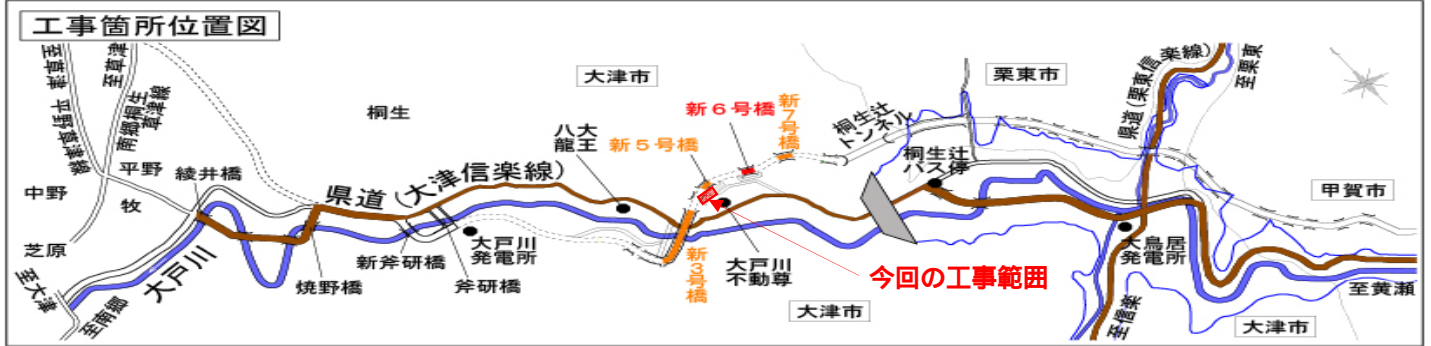 工事箇所位置図
至草津
平野草津線
至草津
南郷桐生
草津線
桐生
大津市
栗東市
県道(栗東信楽線)
至栗東
甲賀市
中野
平野
牧
芝原
綾井橋
県道(大津信楽線)
八大
龍王
新5号橋
新6号橋
新7号橋
桐生辻
トンネル
桐生辻
バス停
至大津
至南郷
大戸川
焼野橋
新斧研橋
斧研橋
大戸川
発電所
新3号橋
大戸川
不動尊
今回の工事範囲
大津市
大鳥居
発電所
至信楽
大津市
至黄瀬